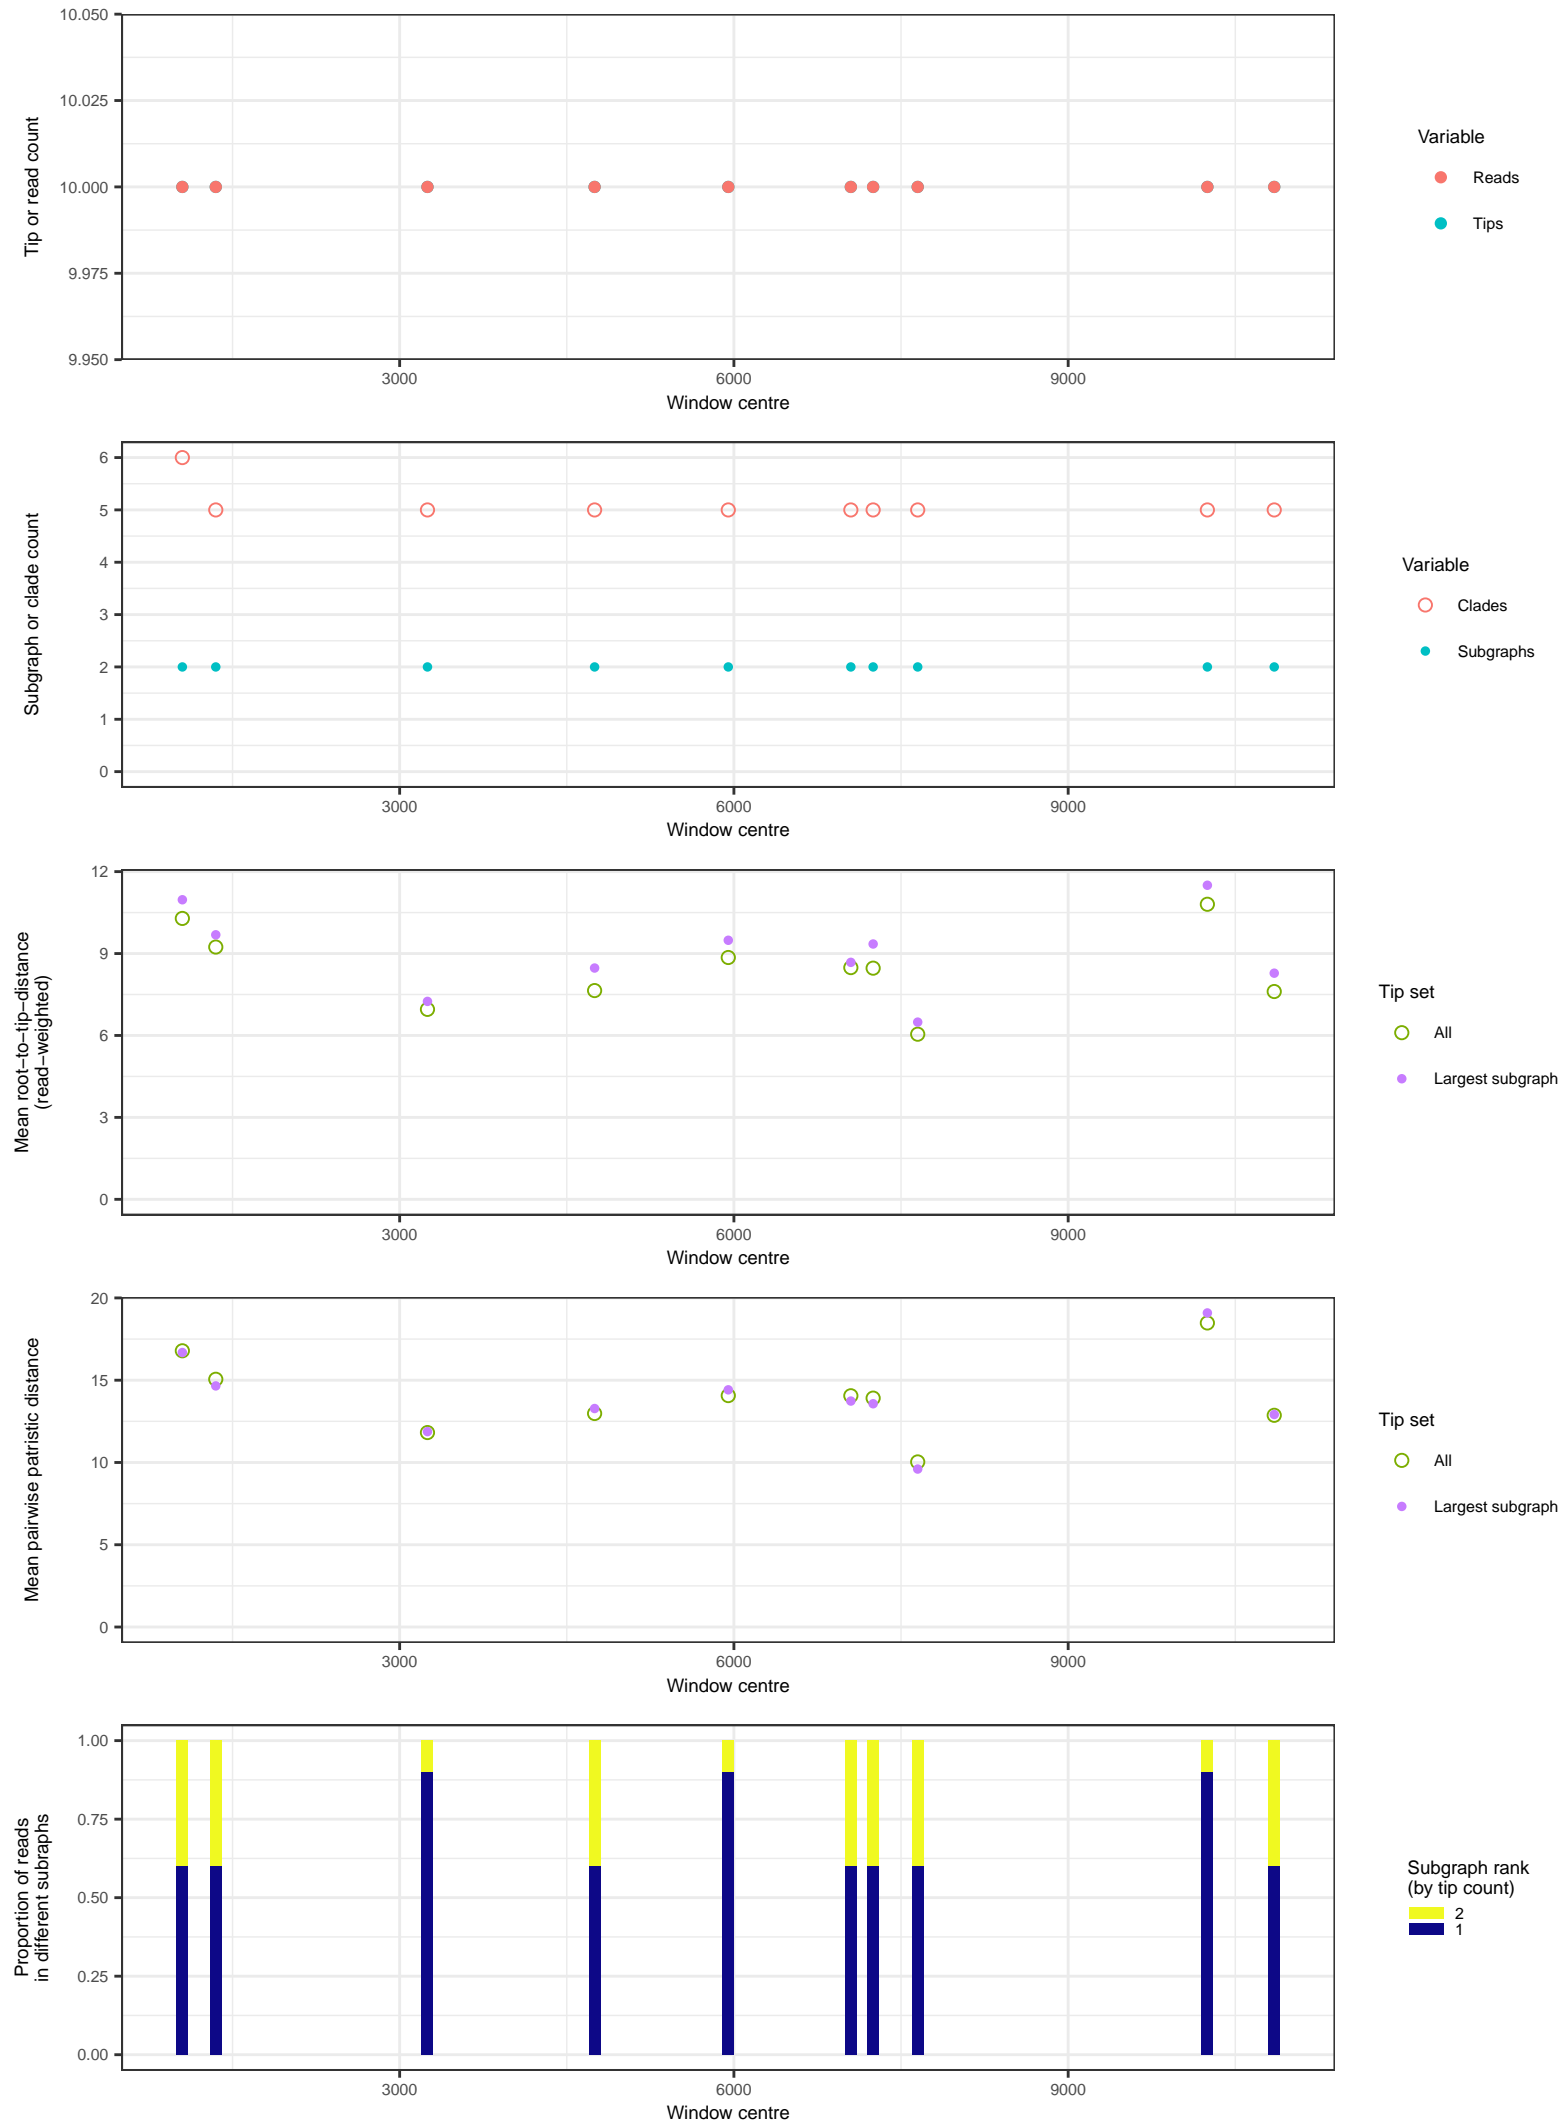 10.050
10.025
10.000
9.975
9.950
Tip or read count
3000 6000 9000
Window centre
Variable
Reads
Tips
6
5
4
3
2
1
0
Subgraph or clade count
3000 6000 9000
Window centre
Variable
Clades
Subgraphs
12
9
6
3
0
Mean root−to−tip−distance
(read−weighted)
3000 6000 9000
Window centre
Tip set
All
Largest subgraph
20
15
10
5
0
Mean pairwise patristic distance
3000 6000 9000
Window centre
Tip set
All
Largest subgraph
1.00
0.75
0.50
0.25
0.00
Proportion of reads
in different subraphs
3000 6000 9000
Window centre
Subgraph rank
(by tip count)
2
1